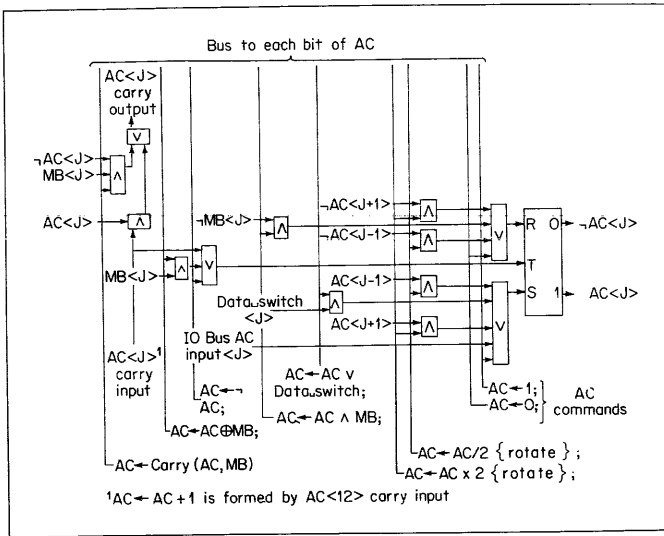 Bus to each bit of AC
AC<J>
carry
output
V
¬AC<J>
MB<J>
Λ
AC<J>
Λ
MB<J>
Λ
V
AC<J>¹
carry
input
¬MB<J>
Λ
Data␣switch
<J>
Λ
IO Bus AC
input<J>
¬AC<J+1>
Λ
¬AC<J-1>
Λ
V
AC<J-1>
Λ
AC<J+1>
Λ
V
R O
T
S 1
¬AC<J>
AC<J>
AC←¬
AC;
AC←AC⊕MB;
AC←Carry (AC,MB)
AC←AC V
Data␣switch;
AC←AC Λ MB;
AC←1;
AC←O;
AC
commands
AC←AC/2 {rotate};
AC←AC x 2 {rotate};
¹AC←AC+1 is formed by AC<12> carry input